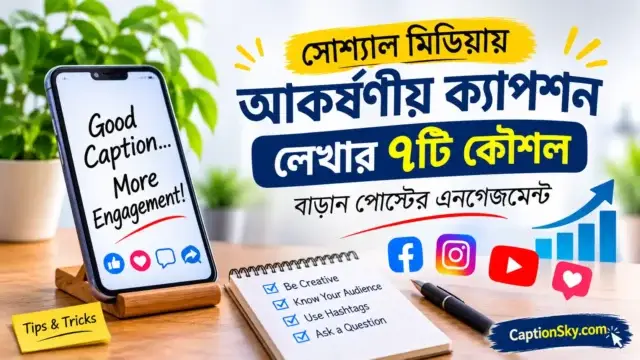 সোশ্যাল মিডিয়ায়
আকর্ষণীয় ক্যাপশন
লেখার ৭টি কৌশল
বাড়ান পোস্টের এনগেজমেন্ট
Good
Caption...
More
Engagement!
Be Creative
Know Your Audience
Use Hashtags
Ask a Question
Tips & Tricks
CaptionSky.com